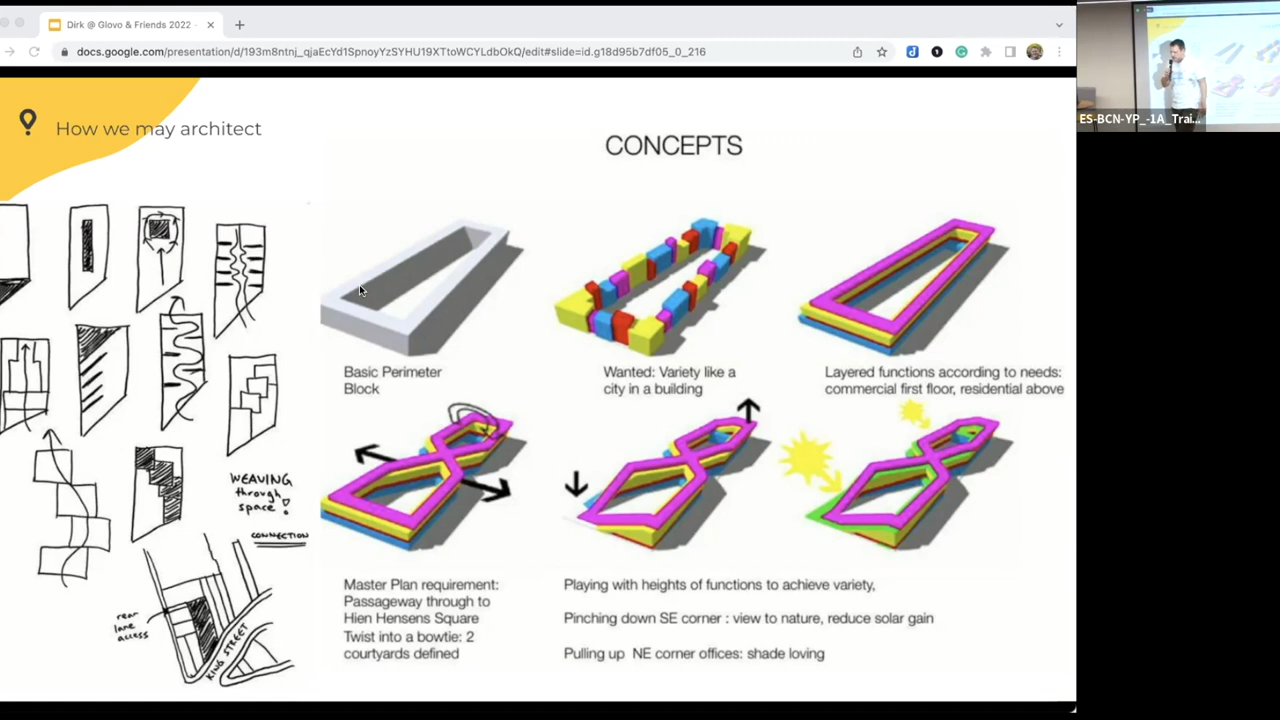 Dirk @ Glovo & Friends 2022 -
docs.google.com/presentation/d/193m8ntnj_qjaEcYd1SpnoyYzSYHU19XTtoWCYLdbOkQ/edit#slide=id.g18d95b7df05_0_216
ES-BCN-YP_-1A_Trai...
How we may architect
CONCEPTS
Basic Perimeter
Block
Wanted: Variety like a
city in a building
Layered functions according to needs:
commercial first floor, residential above
WEAVING
through
space!
CONNECTION
rear
lane
access
KING STREET
Master Plan requirement:
Passageway through to
Hien Hensens Square
Twist into a bowtie: 2
courtyards defined
Playing with heights of functions to achieve variety,
Pinching down SE corner : view to nature, reduce solar gain
Pulling up NE corner offices: shade loving